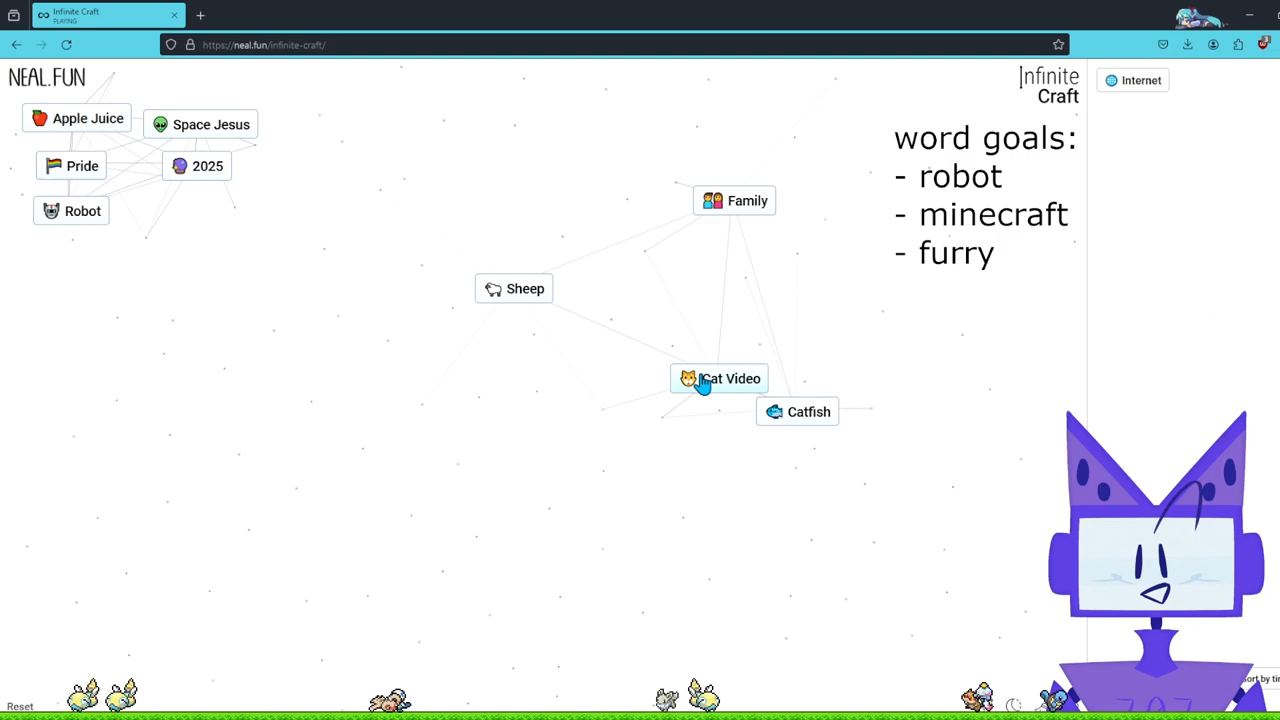 Infinite Craft
PLAYING
https://neal.fun/infinite-craft/
NEAL.FUN
Infinite
Craft
Internet
Apple Juice
Space Jesus
Pride
2025
Robot
Family
Sheep
Cat Video
Catfish
word goals:
- robot
- minecraft
- furry
Reset